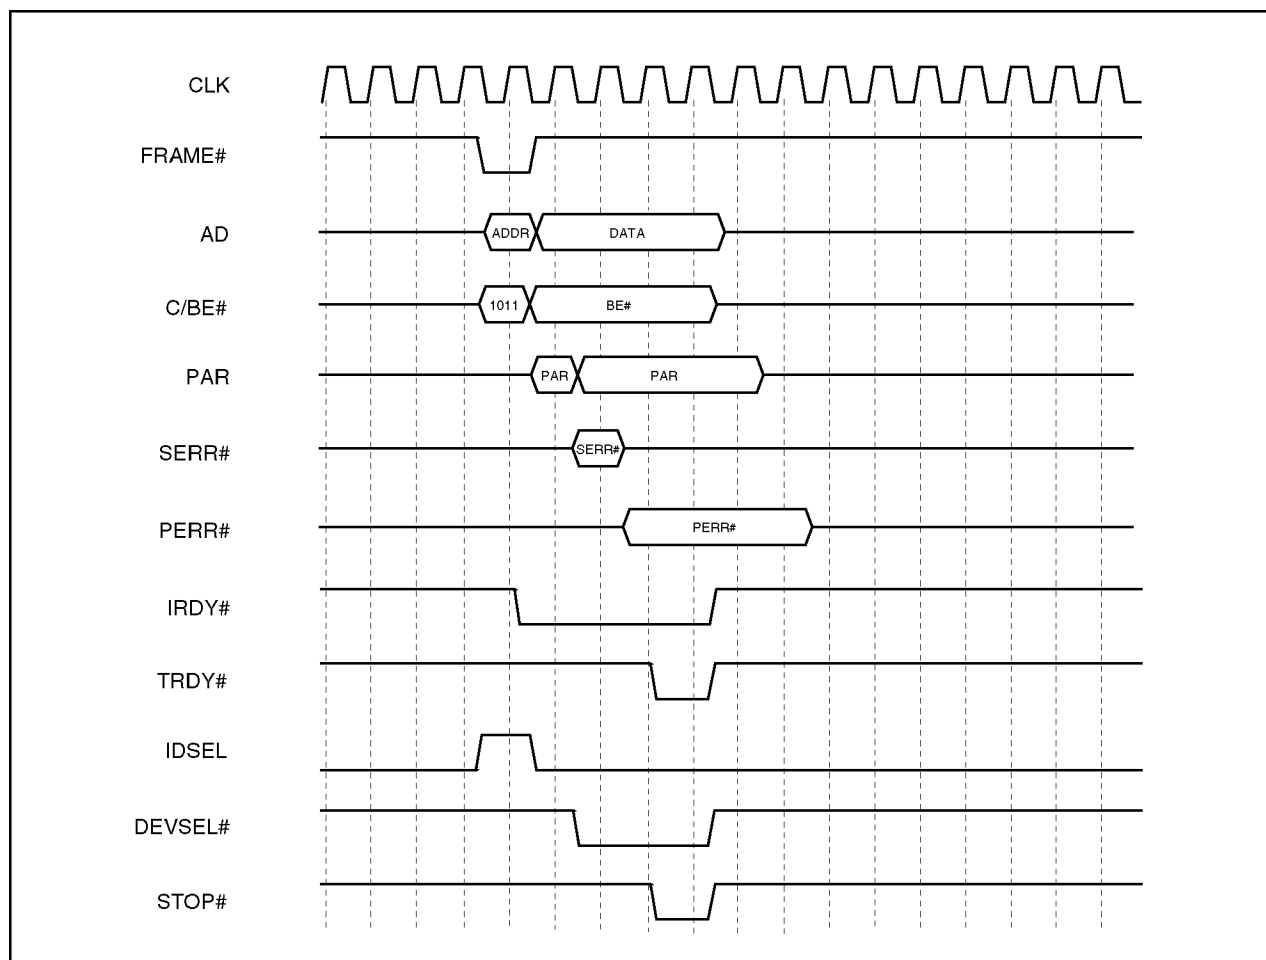 CLK
FRAME#
AD
ADDR DATA
C/BE#
1011 BE#
PAR
PAR PAR
SERR#
SERR#
PERR#
PERR#
IRDY#
TRDY#
IDSEL
DEVSEL#
STOP#